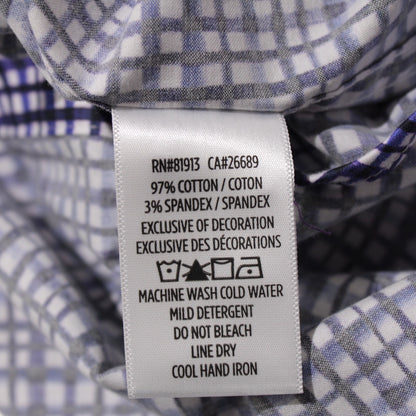 RN#81913 CA#26689
97% COTTON / COTON
3% SPANDEX / SPANDEX
EXCLUSIVE OF DECORATION
EXCLUSIVE DES DÉCORATIONS
MACHINE WASH COLD WATER
MILD DETERGENT
DO NOT BLEACH
LINE DRY
COOL HAND IRON